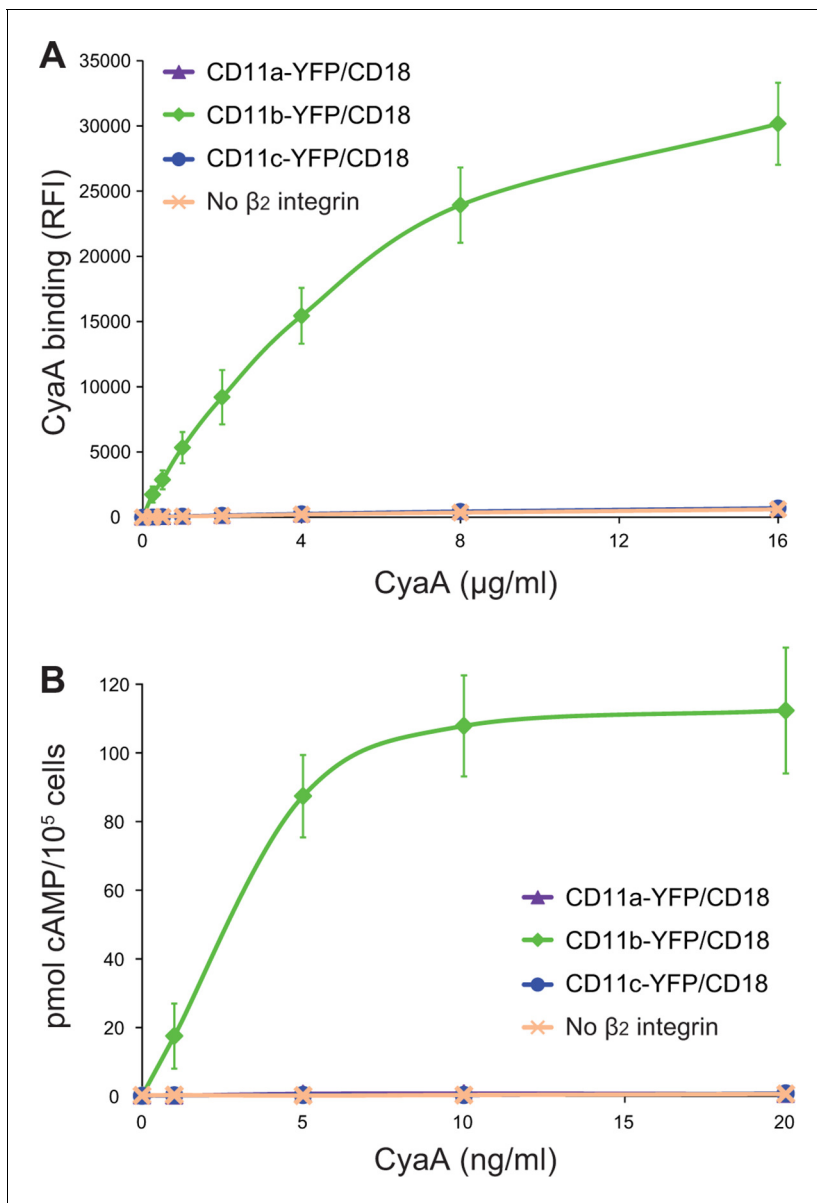 A
35000
30000
25000
20000
15000
10000
5000
0
CyaA binding (RFI)
CD11a-YFP/CD18
CD11b-YFP/CD18
CD11c-YFP/CD18
No β2 integrin
0 4 8 12 16
CyaA (μg/ml)
B
120
100
80
60
40
20
0
pmol cAMP/10⁵ cells
CD11a-YFP/CD18
CD11b-YFP/CD18
CD11c-YFP/CD18
No β2 integrin
0 5 10 15 20
CyaA (ng/ml)